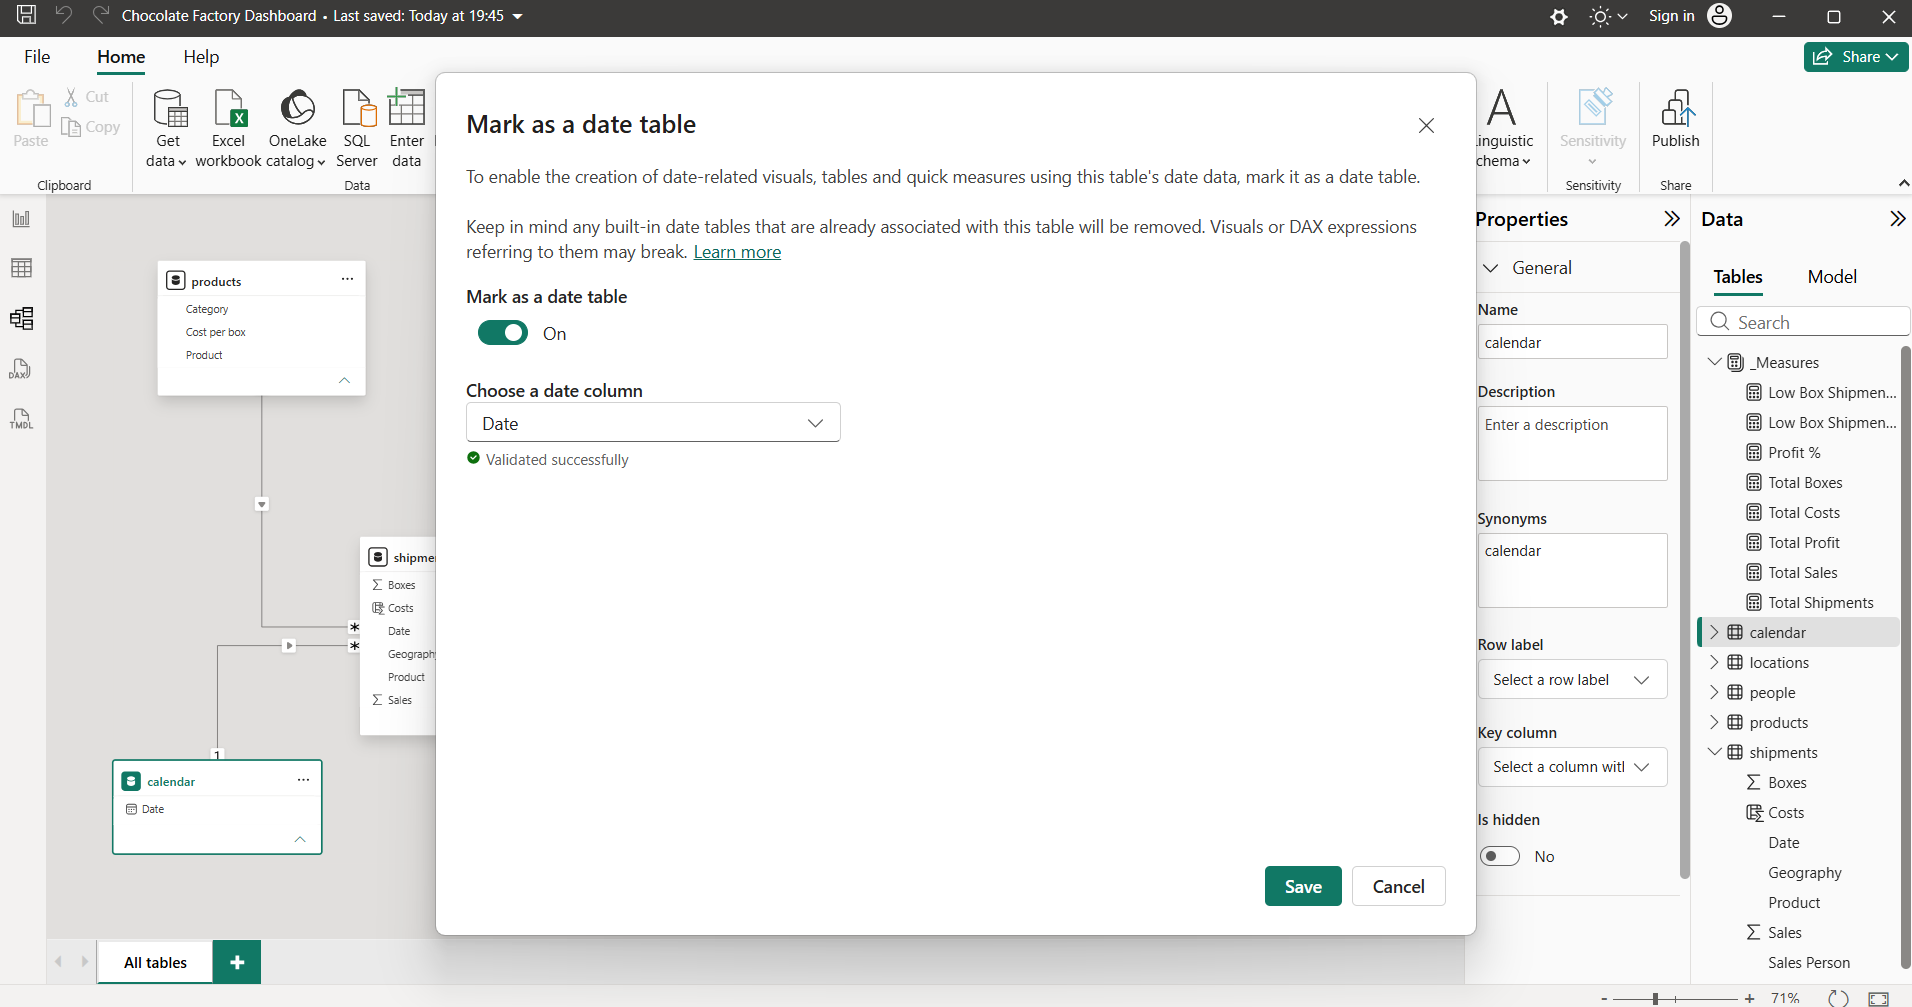 Chocolate Factory Dashboard • Last saved: Today at 19:45
Sign in
File
Home
Help
Share
Paste
Cut
Copy
Clipboard
Get data
Excel workbook
OneLake catalog
SQL Server
Enter data
Data
Sensitivity
Sensitivity
Publish
Share
Mark as a date table
To enable the creation of date-related visuals, tables and quick measures using this table's date data, mark it as a date table.
Keep in mind any built-in date tables that are already associated with this table will be removed. Visuals or DAX expressions
referring to them may break. Learn more
Mark as a date table
On
Choose a date column
Date
Validated successfully
Save
Cancel
DAX
TMDL
products
Category
Cost per box
Product
Boxes
Costs
Date
Product
Sales
*
*
1
calendar
Date
All tables
Properties
General
Name
calendar
Description
Enter a description
Synonyms
calendar
Row label
Select a row label
Key column
Select a column
Is hidden
No
Data
Tables
Model
Search
_Measures
Low Box Shipmen...
Low Box Shipmen...
Profit %
Total Boxes
Total Costs
Total Profit
Total Sales
Total Shipments
calendar
locations
people
products
shipments
Boxes
Costs
Date
Geography
Product
Sales
Sales Person
- + 71%